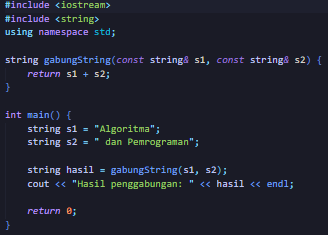 #include <iostream>
#include <string>
using namespace std;

string gabungString(const string& s1, const string& s2) {
    return s1 + s2;
}

int main() {
    string s1 = "Algoritma";
    string s2 = " dan Pemrograman";

    string hasil = gabungString(s1, s2);
    cout << "Hasil penggabungan: " << hasil << endl;

    return 0;
}